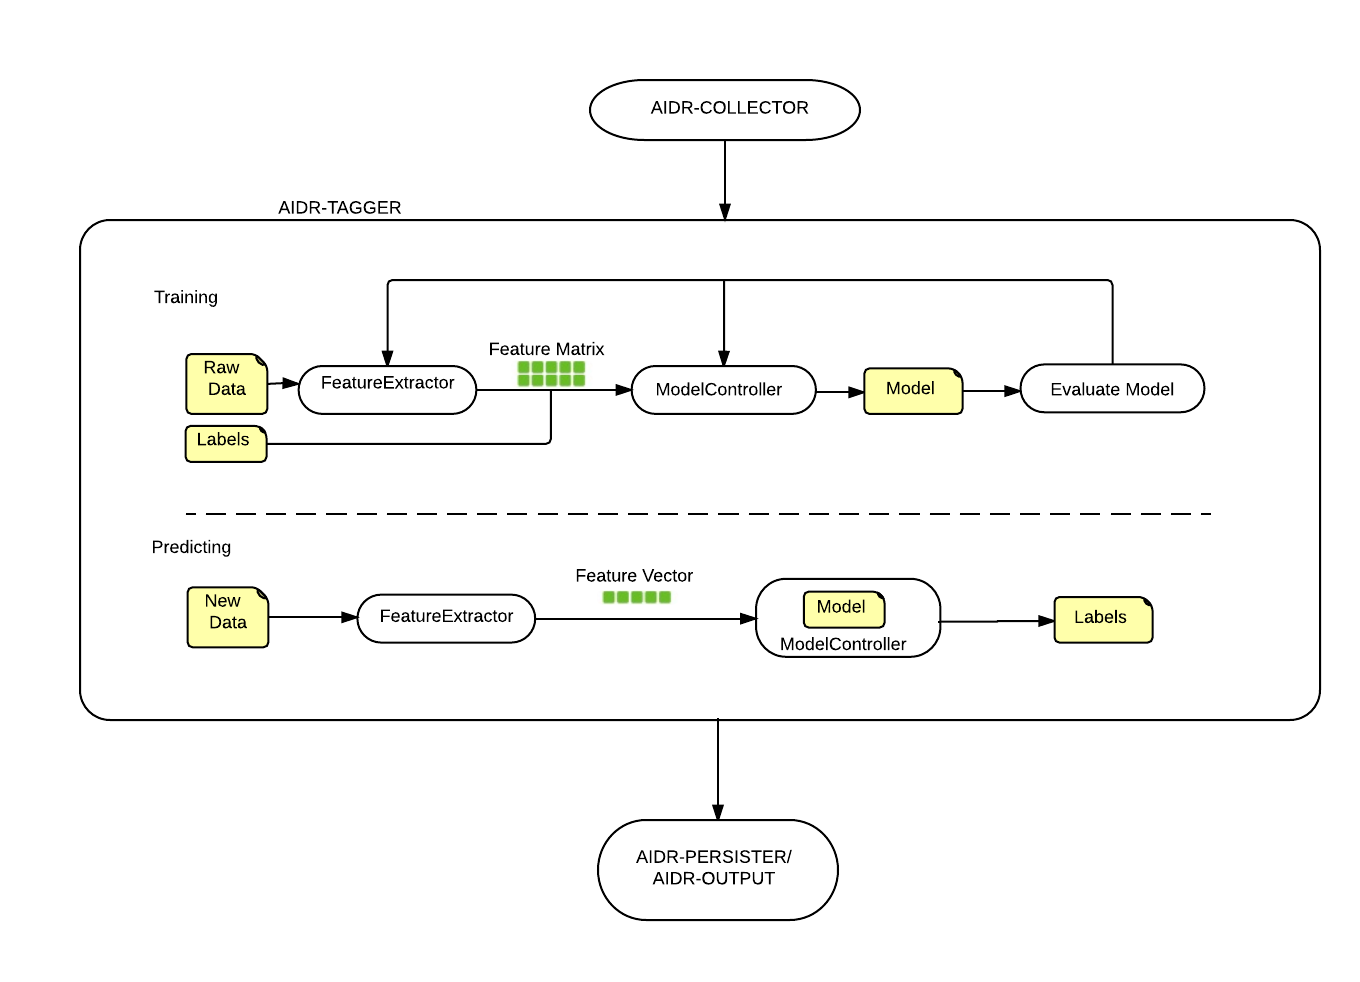 AIDR-COLLECTOR
AIDR-TAGGER
Training
Raw
Data
Labels
FeatureExtractor
Feature Matrix
ModelController
Model
Evaluate Model
Predicting
New
Data
FeatureExtractor
Feature Vector
Model
ModelController
Labels
AIDR-PERSISTER/
AIDR-OUTPUT